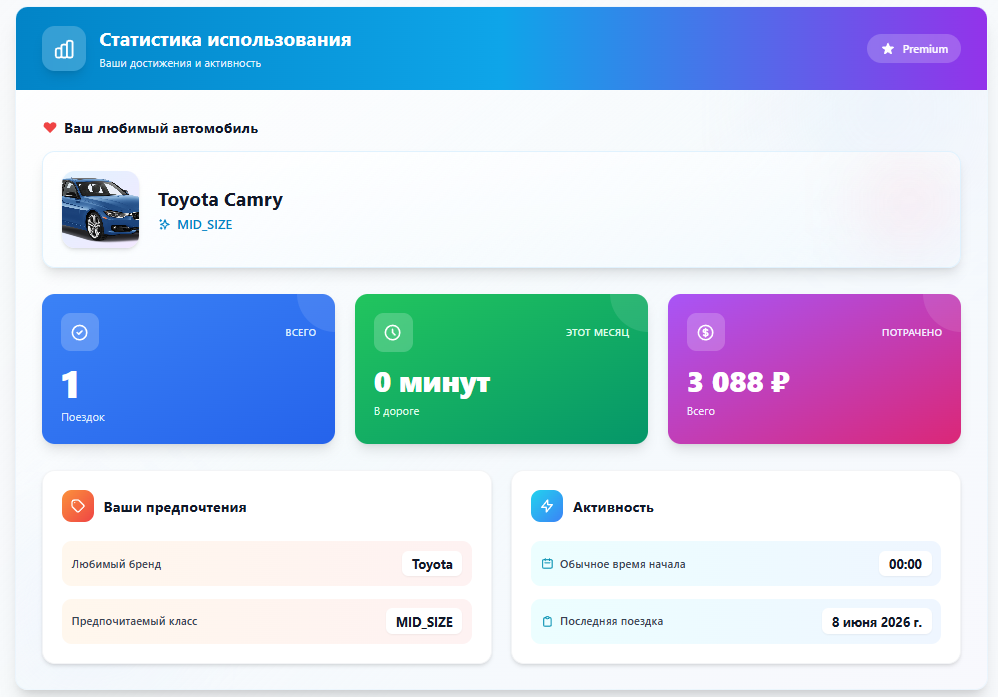 Статистика использования
Ваши достижения и активность
Premium
Ваш любимый автомобиль
Toyota Camry
MID_SIZE
ВСЕГО
1
Поездок
ЭТОТ МЕСЯЦ
0 минут
В дороге
ПОТРАЧЕНО
3 088 ₽
Всего
Ваши предпочтения
Любимый бренд
Toyota
Предпочитаемый класс
MID_SIZE
Активность
Обычное время начала
00:00
Последняя поездка
8 июня 2026 г.